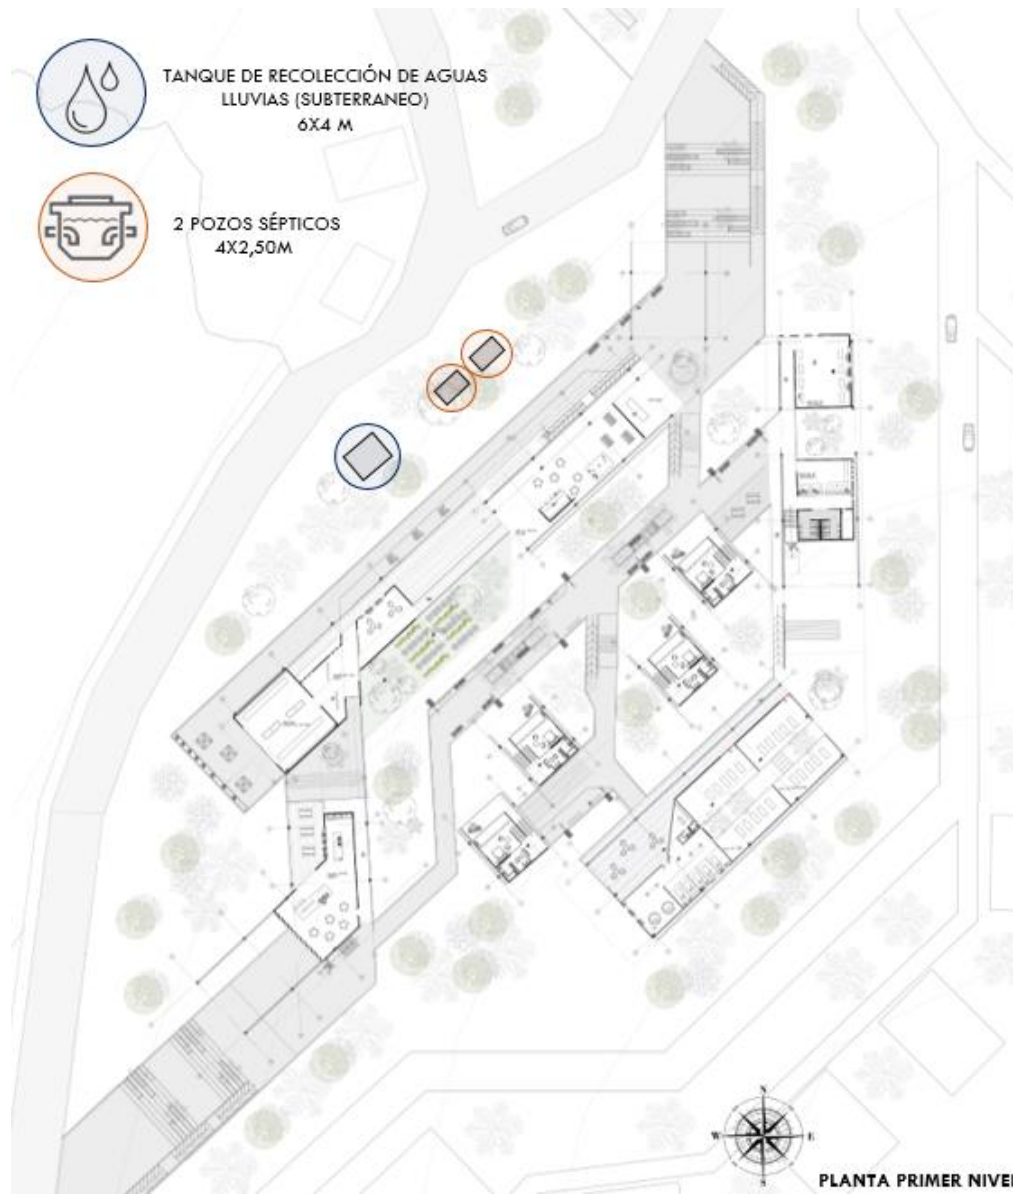 TANQUE DE RECOLECCIÓN DE AGUAS
LLUVIAS (SUBTERRANEO)
6X4 M
2 POZOS SÉPTICOS
4X2,50M
N
W
E
S
PLANTA PRIMER NIVE